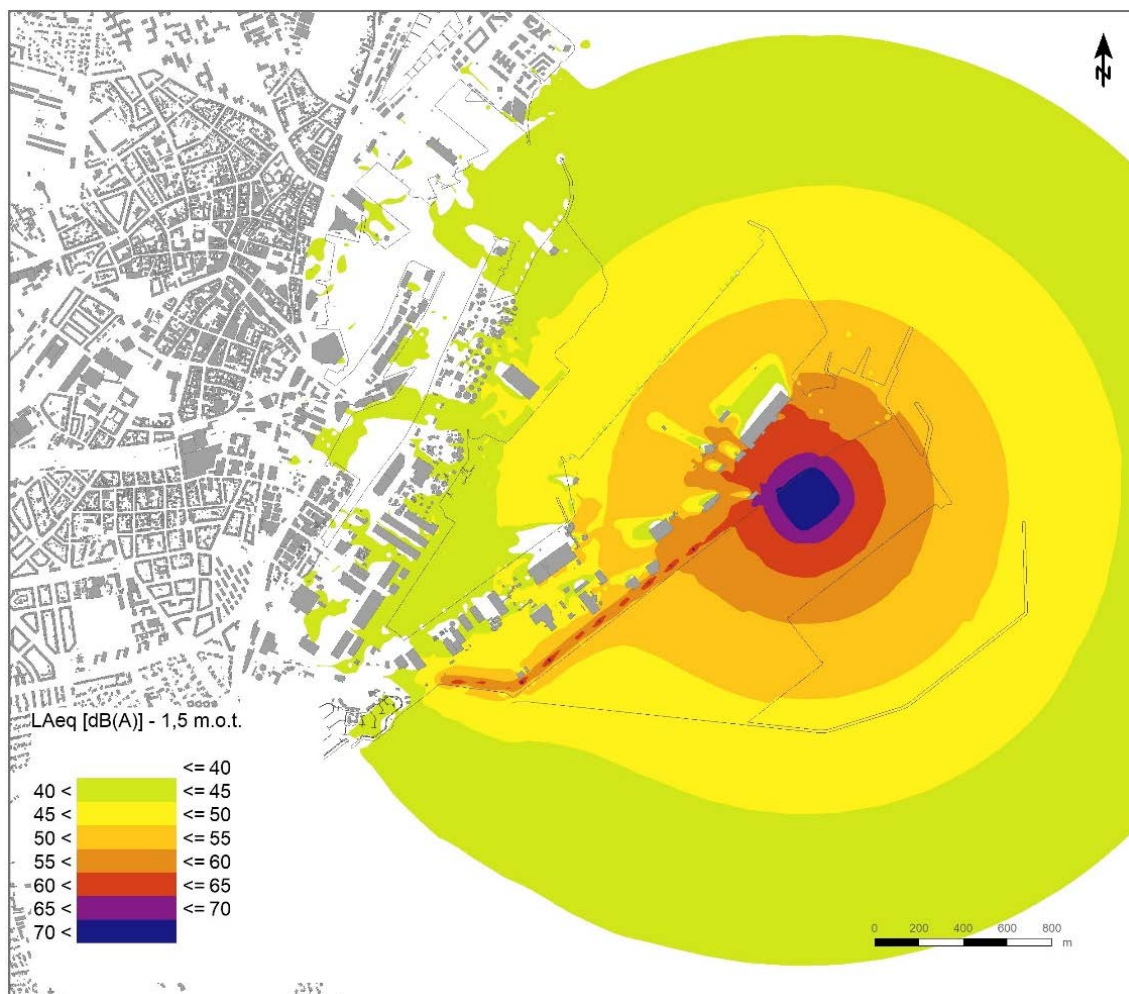 N
LAeq [dB(A)] - 1,5 m.o.t.
<= 40
40 < <= 45
45 < <= 50
50 < <= 55
55 < <= 60
60 < <= 65
65 < <= 70
70 <
0 200 400 600 800
m